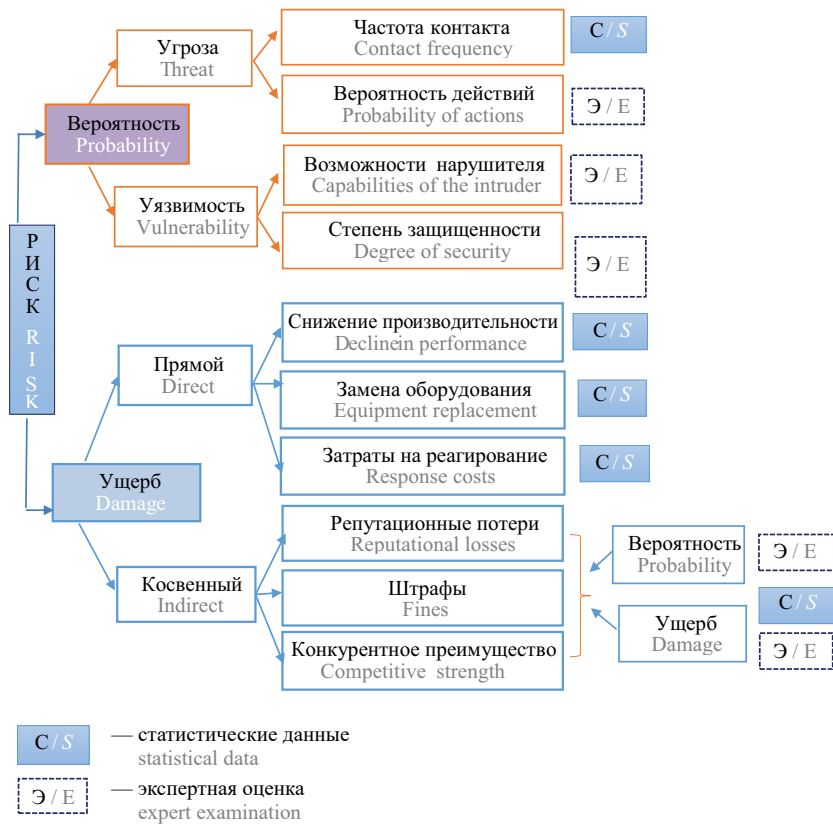 Угроза
Threat
Частота контакта
Contact frequency
С / S
Вероятность действий
Probability of actions
Э / E
Вероятность
Probability
Возможности нарушителя
Capabilities of the intruder
Э / E
Уязвимость
Vulnerability
Степень защищенности
Degree of security
Э / E
РИСК
RISK
Снижение производительности
Declinein performance
С / S
Прямой
Direct
Замена оборудования
Equipment replacement
С / S
Затраты на реагирование
Response costs
С / S
Ущерб
Damage
Репутационные потери
Reputational losses
Вероятность
Probability
Э / E
Косвенный
Indirect
Штрафы
Fines
Ущерб
Damage
С / S
Э / E
Конкурентное преимущество
Competitive strength
С / S
— статистические данные
statistical data
Э / E
— экспертная оценка
expert examination